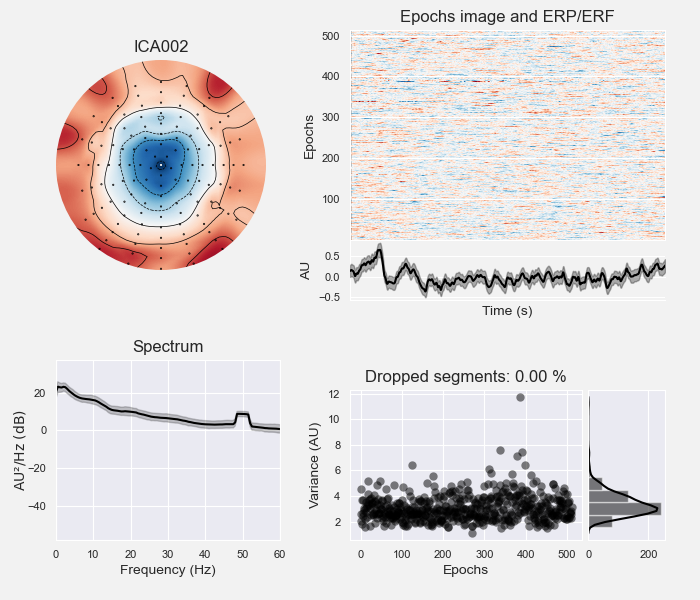 ICA002
Epochs image and ERP/ERF
500
400
300
200
100
Epochs
0.5
0.0
−0.5
AU
Time (s)
Spectrum
20
0
−20
−40
AU²/Hz (dB)
0 10 20 30 40 50 60
Frequency (Hz)
Dropped segments: 0.00 %
12
10
8
6
4
2
Variance (AU)
0 100 200 300 400 500
Epochs
0 200